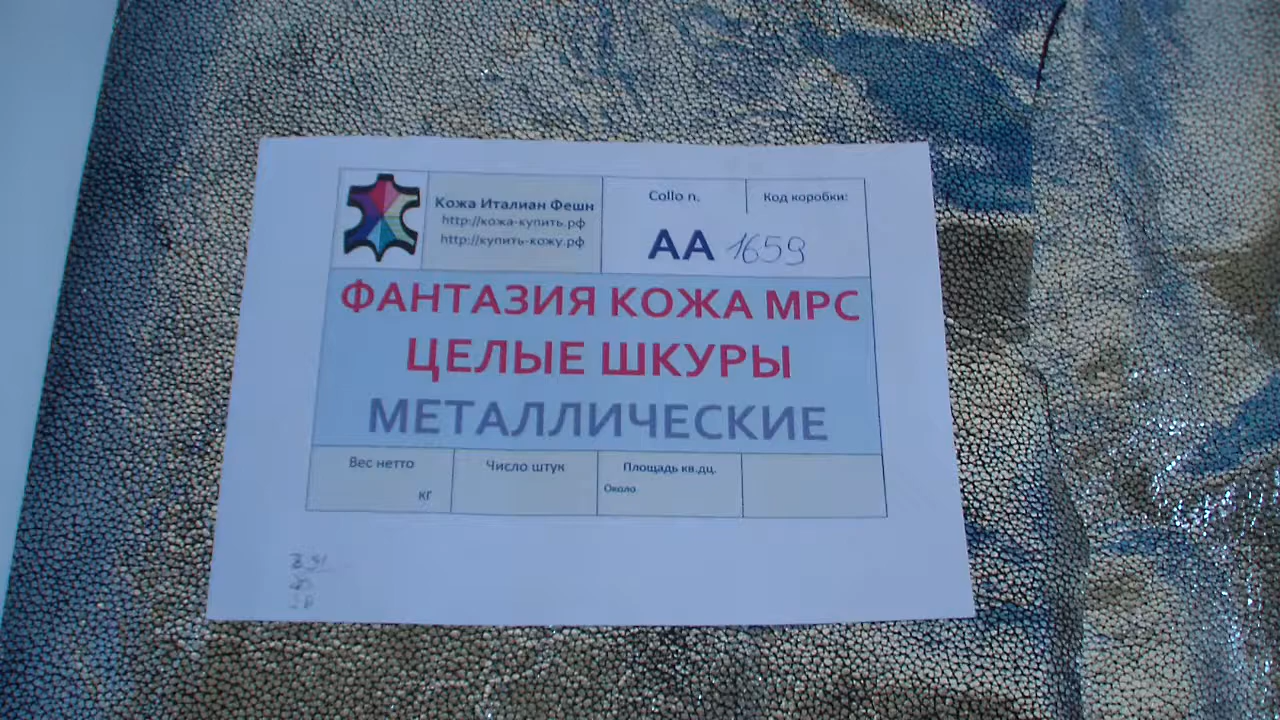 Кожа Италиан Фешн
http://кожа-купить.рф
http://купить-кожу.рф
Collo n.
Код коробки:
АА 1659
ФАНТАЗИЯ КОЖА МРС
ЦЕЛЫЕ ШКУРЫ
МЕТАЛЛИЧЕСКИЕ
Вес нетто
кг
Число штук
Площадь кв.дц.
Около